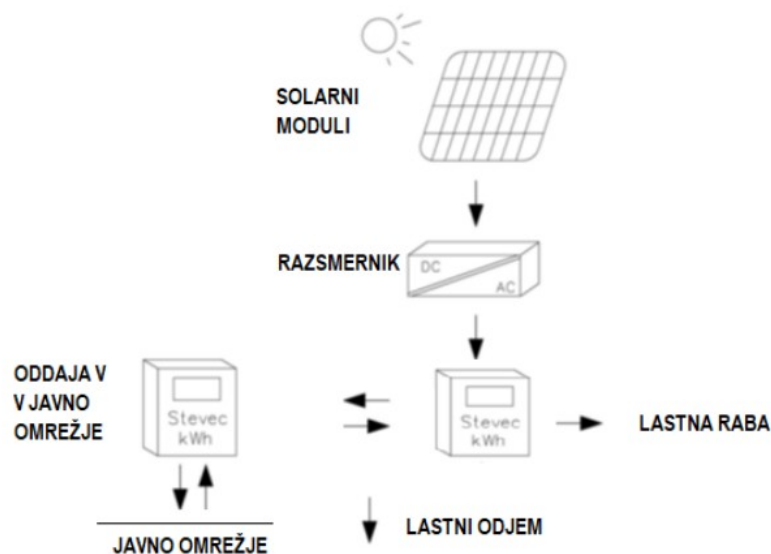 SOLARNI
MODULI
RAZSMERNIK
DC
AC
ODDAJA V
V JAVNO
OMREŽJE
Stevec
kWh
Stevec
kWh
LASTNA RABA
LASTNI ODJEM
JAVNO OMREŽJE